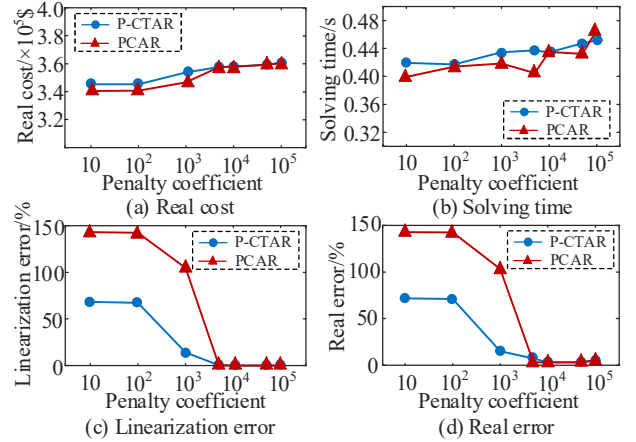 4.0
3.8
3.6
3.4
3.2
Real cost/×10⁵$
P-CTAR
PCAR
10 10² 10³ 10⁴ 10⁵
Penalty coefficient
(a) Real cost
0.48
0.44
0.40
0.36
0.32
Solving time/s
P-CTAR
PCAR
10 10² 10³ 10⁴ 10⁵
Penalty coefficient
(b) Solving time
150
100
50
0
Linearization error/%
P-CTAR
PCAR
10 10² 10³ 10⁴ 10⁵
Penalty coefficient
(c) Linearization error
150
100
50
0
Real error/%
P-CTAR
PCAR
10 10² 10³ 10⁴ 10⁵
Penalty coefficient
(d) Real error